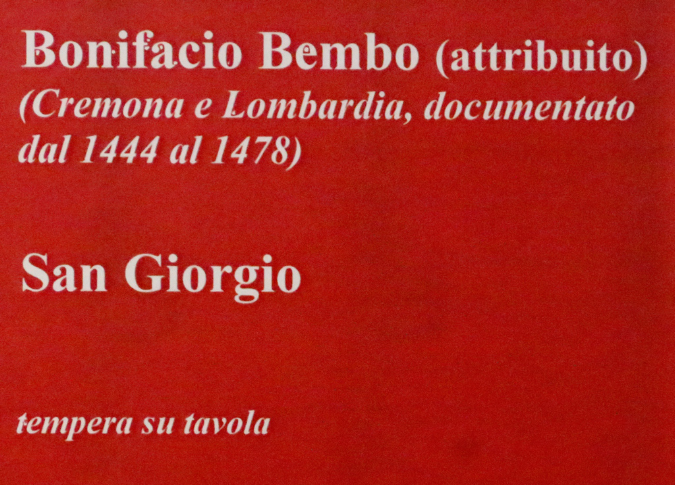 Bonifacio Bembo (attribuito)
(Cremona e Lombardia, documentato
dal 1444 al 1478)
San Giorgio
tempera su tavola